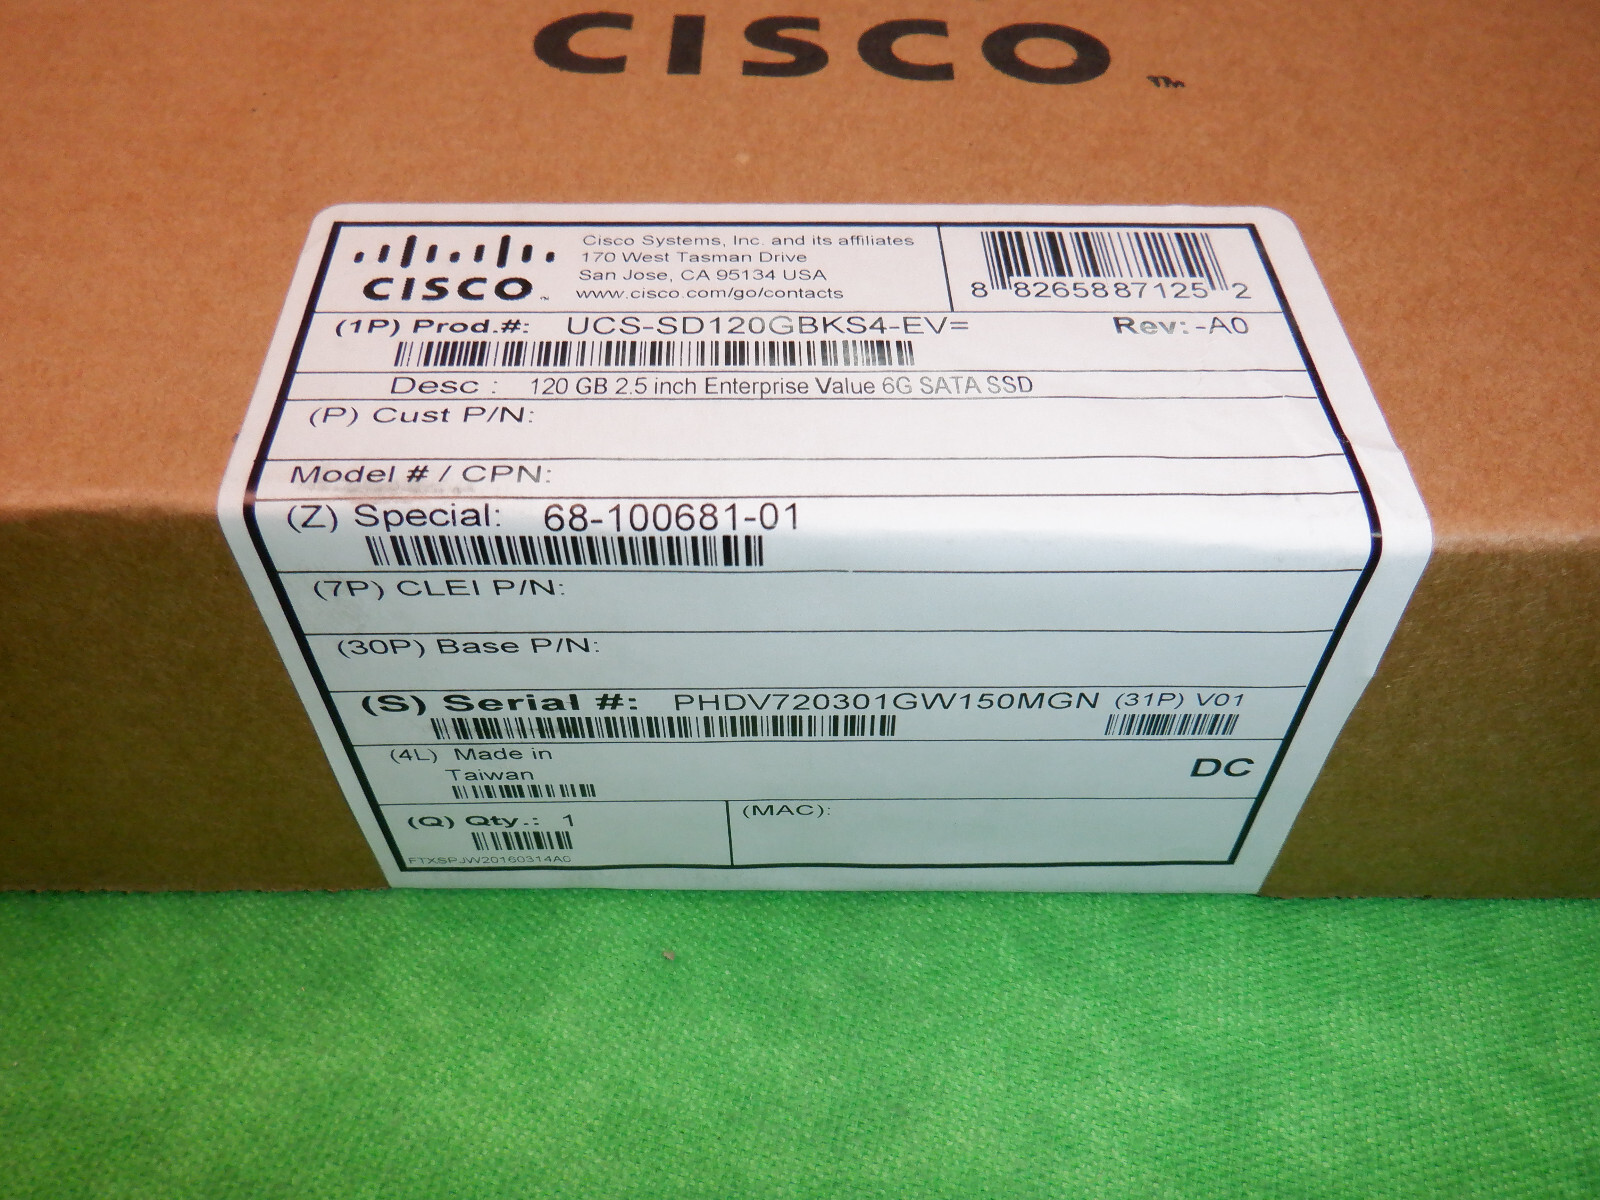 CISCO™
CISCO™
Cisco Systems, Inc. and its affiliates
170 West Tasman Drive
San Jose, CA 95134 USA
www.cisco.com/go/contacts
8 82658 87125 2
(1P) Prod.#: UCS-SD120GBKS4-EV= Rev: -A0
Desc : 120 GB 2.5 inch Enterprise Value 6G SATA SSD
(P) Cust P/N:
Model # / CPN:
(Z) Special: 68-100681-01
(7P) CLEI P/N:
(30P) Base P/N:
(S) Serial #: PHDV720301GW150MGN (31P) V01
(4L) Made in
Taiwan
DC
(Q) Qty.: 1
(MAC):
FTXSPJW20160314A0